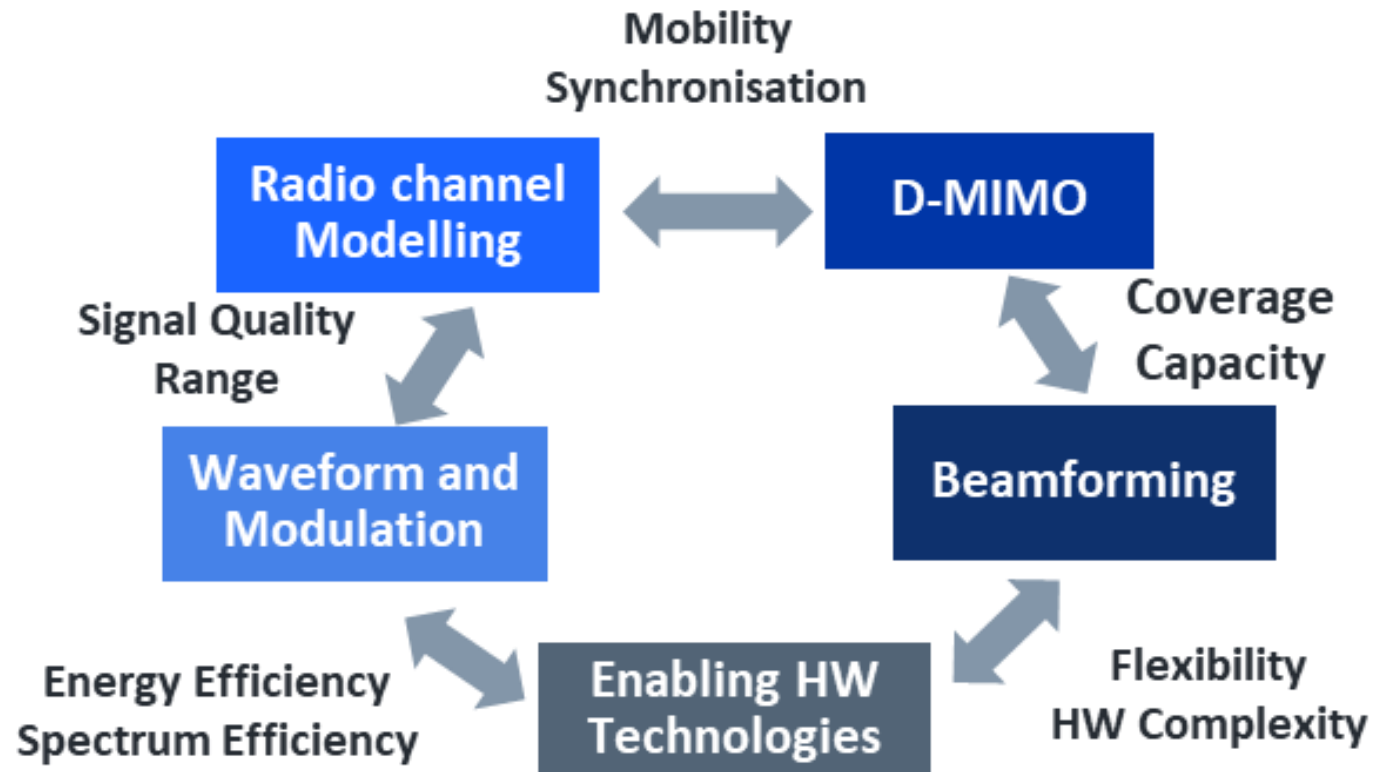 Mobility
Synchronisation
Radio channel
Modelling
D-MIMO
Signal Quality
Range
Coverage
Capacity
Waveform and
Modulation
Beamforming
Energy Efficiency
Spectrum Efficiency
Enabling HW
Technologies
Flexibility
HW Complexity